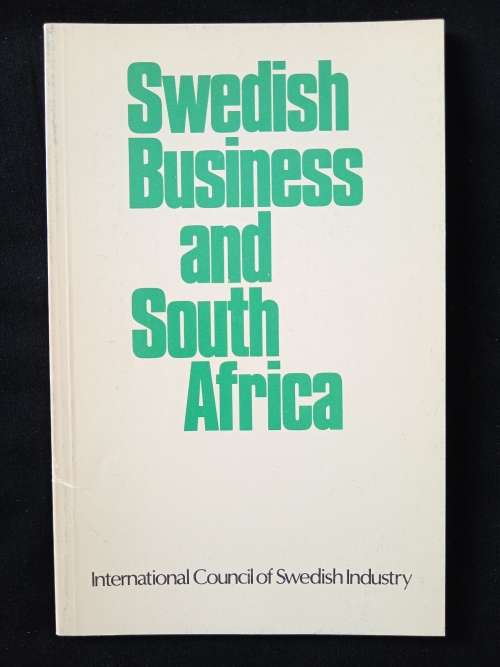 Swedish
Business
and
South
Africa
International Council of Swedish Industry